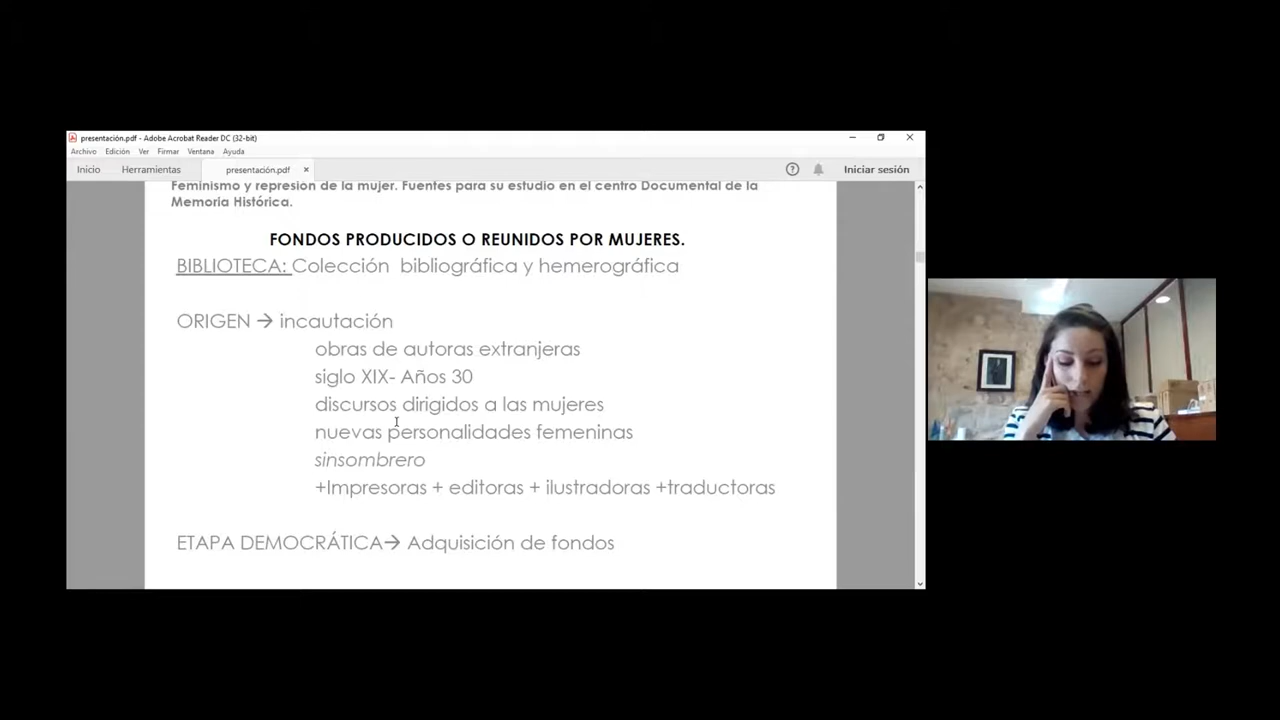 presentación.pdf - Adobe Acrobat Reader DC (32-bit)
Archivo Edición Ver Firmar Ventana Ayuda
Inicio Herramientas presentación.pdf × Iniciar sesión
Feminismo y represión de la mujer. Fuentes para su estudio en el centro Documental de la
Memoria Histórica.
FONDOS PRODUCIDOS O REUNIDOS POR MUJERES.
BIBLIOTECA: Colección bibliográfica y hemerográfica
ORIGEN → incautación
obras de autoras extranjeras
siglo XIX- Años 30
discursos dirigidos a las mujeres
nuevas personalidades femeninas
sinsombrero
+Impresoras + editoras + ilustradoras +traductoras
ETAPA DEMOCRÁTICA→ Adquisición de fondos